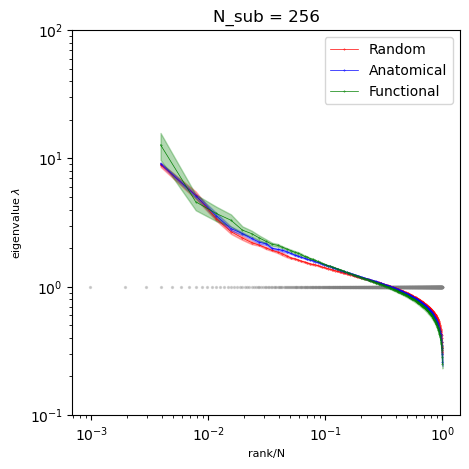 N_sub = 256
10²
10¹
10⁰
10⁻¹
eigenvalue λ
Random
Anatomical
Functional
10⁻³
10⁻²
10⁻¹
10⁰
rank/N